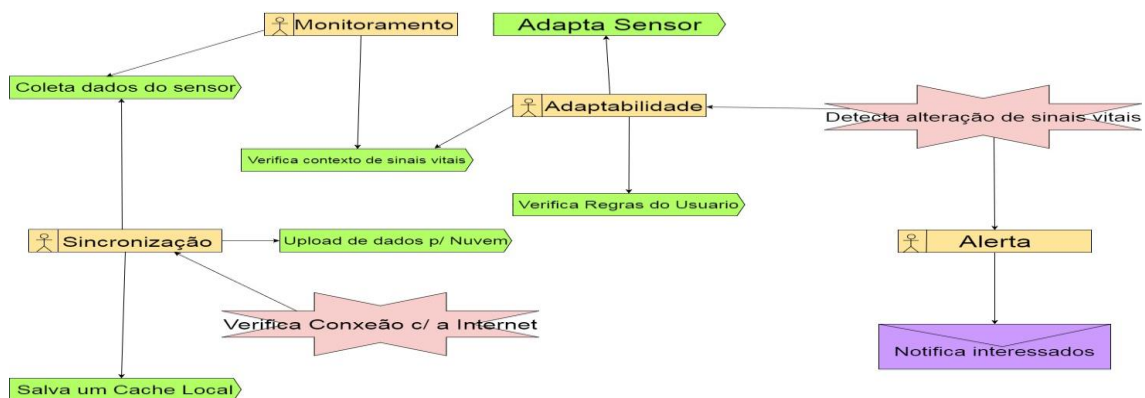 Monitoramento
Adapta Sensor
Coleta dados do sensor
Adaptabilidade
Detecta alteração de sinais vitais
Verifica contexto de sinais vitais
Verifica Regras do Usuario
Sincronização
Upload de dados p/ Nuvem
Alerta
Verifica Conxeão c/ a Internet
Notifica interessados
Salva um Cache Local